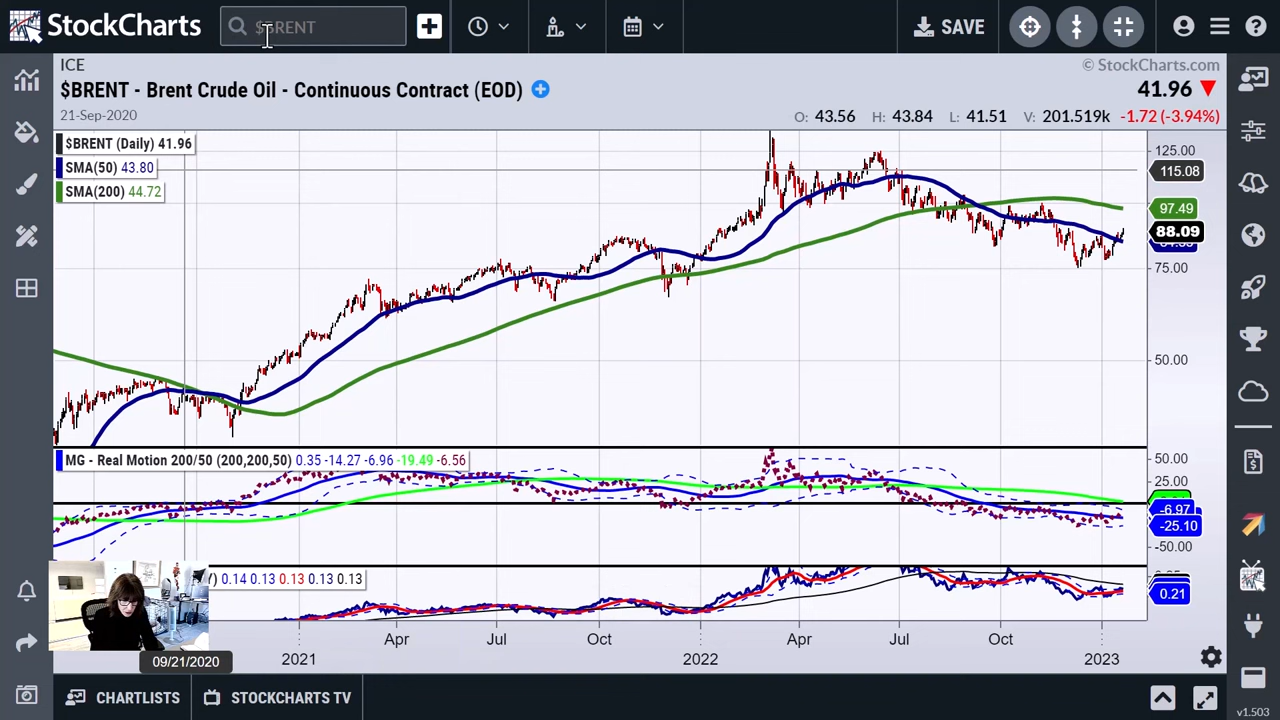 StockCharts
$BRENT
SAVE
ICE
© StockCharts.com
$BRENT - Brent Crude Oil - Continuous Contract (EOD)
41.96
21-Sep-2020
O: 43.56 H: 43.84 L: 41.51 V: 201.519k -1.72 (-3.94%)
$BRENT (Daily) 41.96
SMA(50) 43.80
SMA(200) 44.72
125.00
115.08
97.49
88.09
75.00
50.00
MG - Real Motion 200/50 (200,200,50) 0.35 -14.27 -6.96 -19.49 -6.56
50.00
25.00
-6.97
-25.10
-50.00
) 0.14 0.13 0.13 0.13 0.13
0.21
Apr Jul Oct Apr Jul Oct
09/21/2020
2021 2022 2023
CHARTLISTS
STOCKCHARTS TV
v1.503